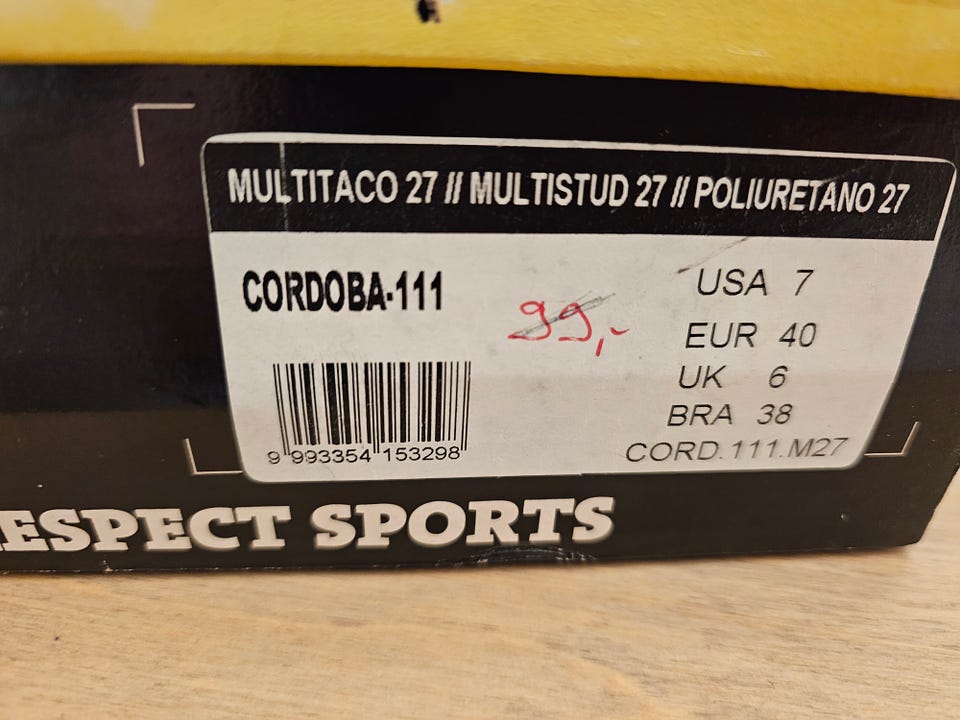 MULTITACO 27 // MULTISTUD 27 // POLIURETANO 27
CORDOBA-111
99,-
USA 7
EUR 40
UK 6
BRA 38
CORD.111.M27
9 993354 153298
ESPECT SPORTS